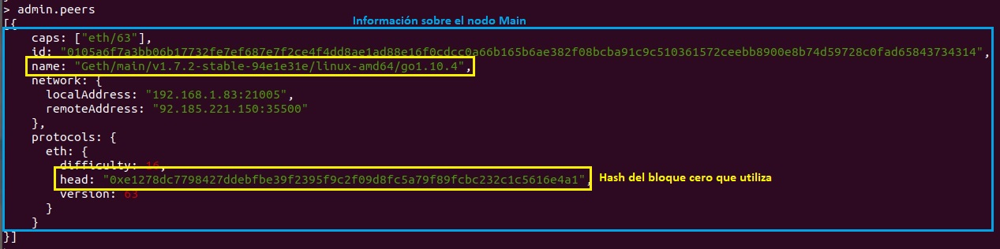 > admin.peers
Información sobre el nodo Main
[{
caps: ["eth/63"],
id: "0105a6f7a3bb06b17732fe7ef687e7f2ce4f4dd8ae1ad88e16f0cdcc0a66b165b6ae382f08bcba91c9c510361572ceebb8900e8b74d59728c0fad65843734314",
name: "Geth/main/v1.7.2-stable-94e1e31e/linux-amd64/go1.10.4",
network: {
localAddress: "192.168.1.83:21005",
remoteAddress: "92.185.221.150:35500"
},
protocols: {
eth: {
difficulty: 16,
head: "0xe1278dc7798427ddebfbe39f2395f9c2f09d8fc5a79f89fcbc232c1c5616e4a1", Hash del bloque cero que utiliza
version: 63
}
}
}]
>